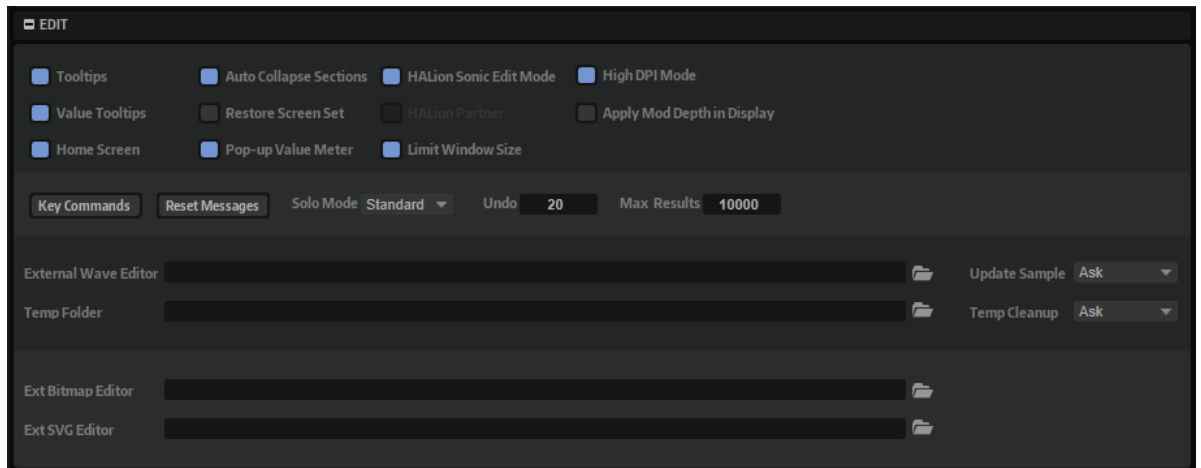 EDIT
Tooltips Auto Collapse Sections HALion Sonic Edit Mode High DPI Mode
Value Tooltips Restore Screen Set HALion Partner Apply Mod Depth in Display
Home Screen Pop-up Value Meter Limit Window Size
Key Commands Reset Messages Solo Mode Standard Undo 20 Max Results 10000
External Wave Editor Update Sample Ask
Temp Folder Temp Cleanup Ask
Ext Bitmap Editor
Ext SVG Editor